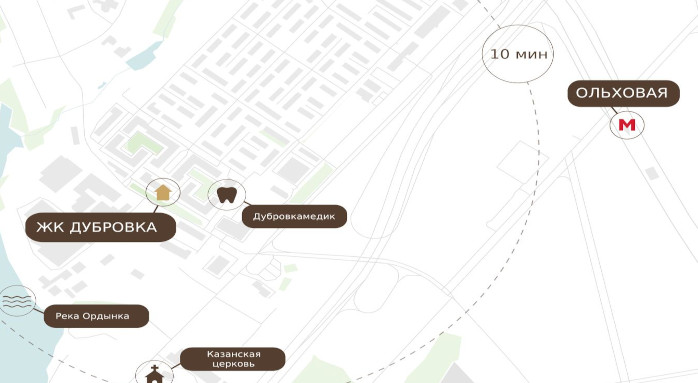 10 мин
ОЛЬХОВАЯ
М
Дубровкамедик
ЖК ДУБРОВКА
Река Ордынка
Казанская
церковь